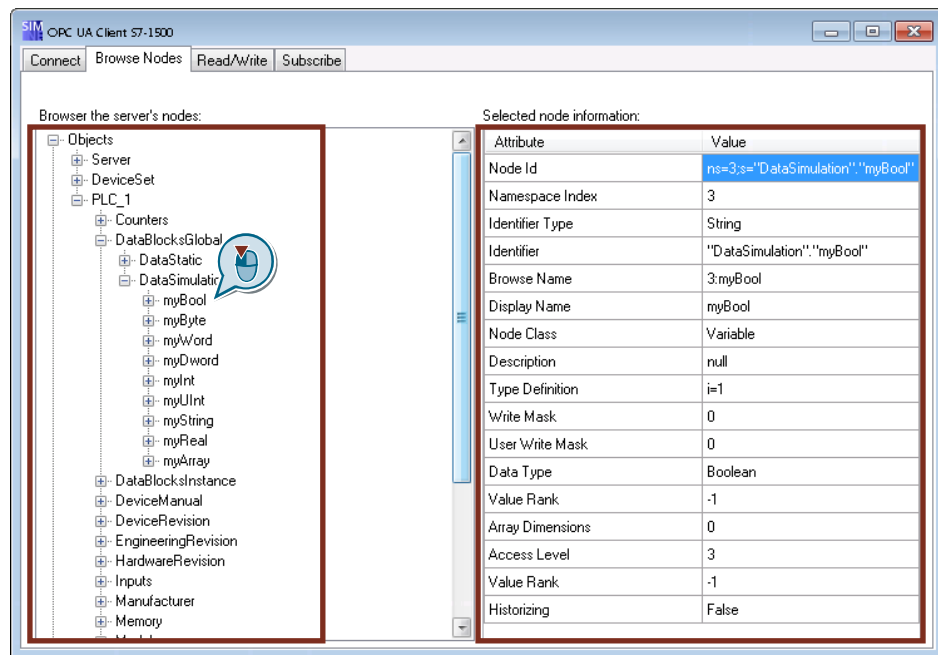 SIM OPC UA Client S7-1500
Connect Browse Nodes Read/Write Subscribe
Browser the server's nodes:
Objects
Server
DeviceSet
PLC_1
Counters
DataBlocksGlobal
DataStatic
myBool
myByte
myWord
myDword
myInt
myUInt
myString
myReal
myArray
DataBlocksInstance
DeviceManual
DeviceRevision
EngineeringRevision
HardwareRevision
Inputs
Manufacturer
Memory
Selected node information:
Attribute Value
Node Id ns=3;s="DataSimulation"."myBool"
Namespace Index 3
Identifier Type String
Identifier "DataSimulation"."myBool"
Browse Name 3:myBool
Display Name myBool
Node Class Variable
Description null
Type Definition i=1
Write Mask 0
User Write Mask 0
Data Type Boolean
Value Rank -1
Array Dimensions 0
Access Level 3
Value Rank -1
Historizing False